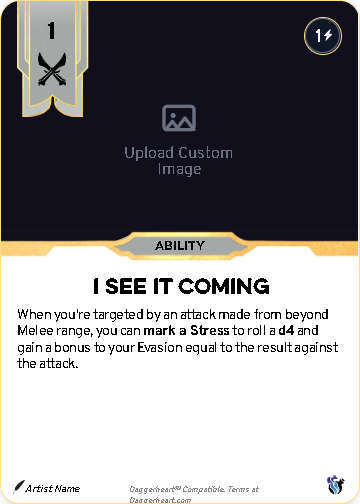 1
1
Upload Custom
Image
ABILITY
I SEE IT COMING
When you're targeted by an attack made from beyond
Melee range, you can mark a Stress to roll a d4 and
gain a bonus to your Evasion equal to the result against
the attack.
Artist Name
Daggerheart℠ Compatible. Terms at
Daggerheart.com